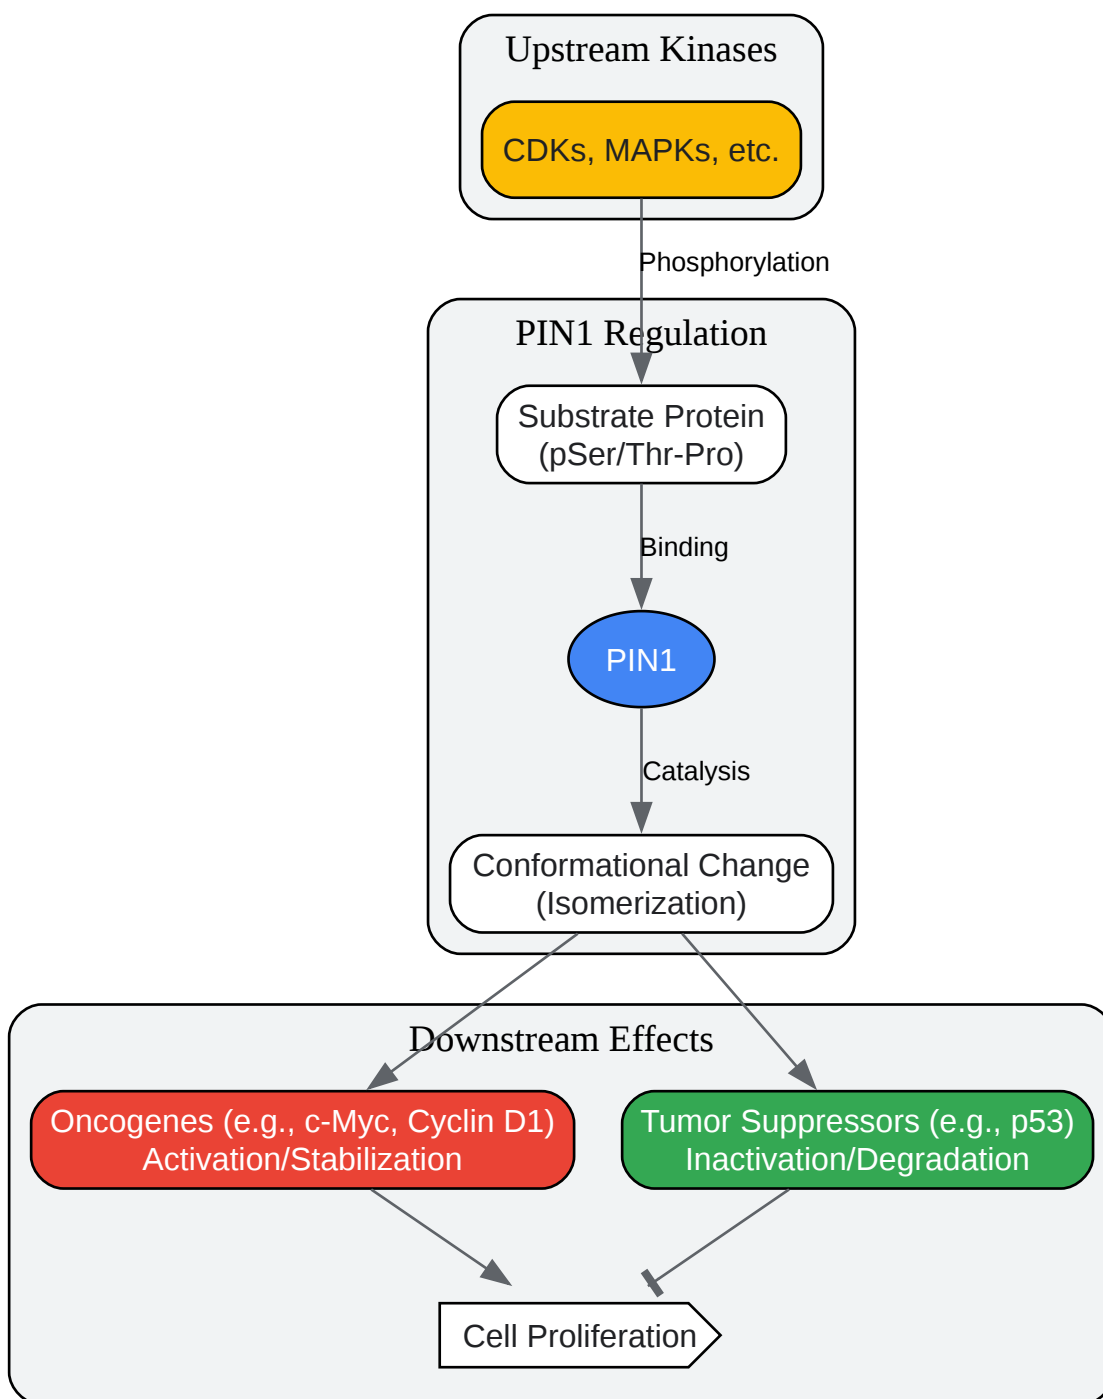 Upstream Kinases
CDKs, MAPKs, etc.
Phosphorylation
PIN1 Regulation
Substrate Protein
(pSer/Thr-Pro)
Binding
PIN1
Catalysis
Conformational Change
(Isomerization)
Downstream Effects
Oncogenes (e.g., c-Myc, Cyclin D1)
Activation/Stabilization
Tumor Suppressors (e.g., p53)
Inactivation/Degradation
Cell Proliferation